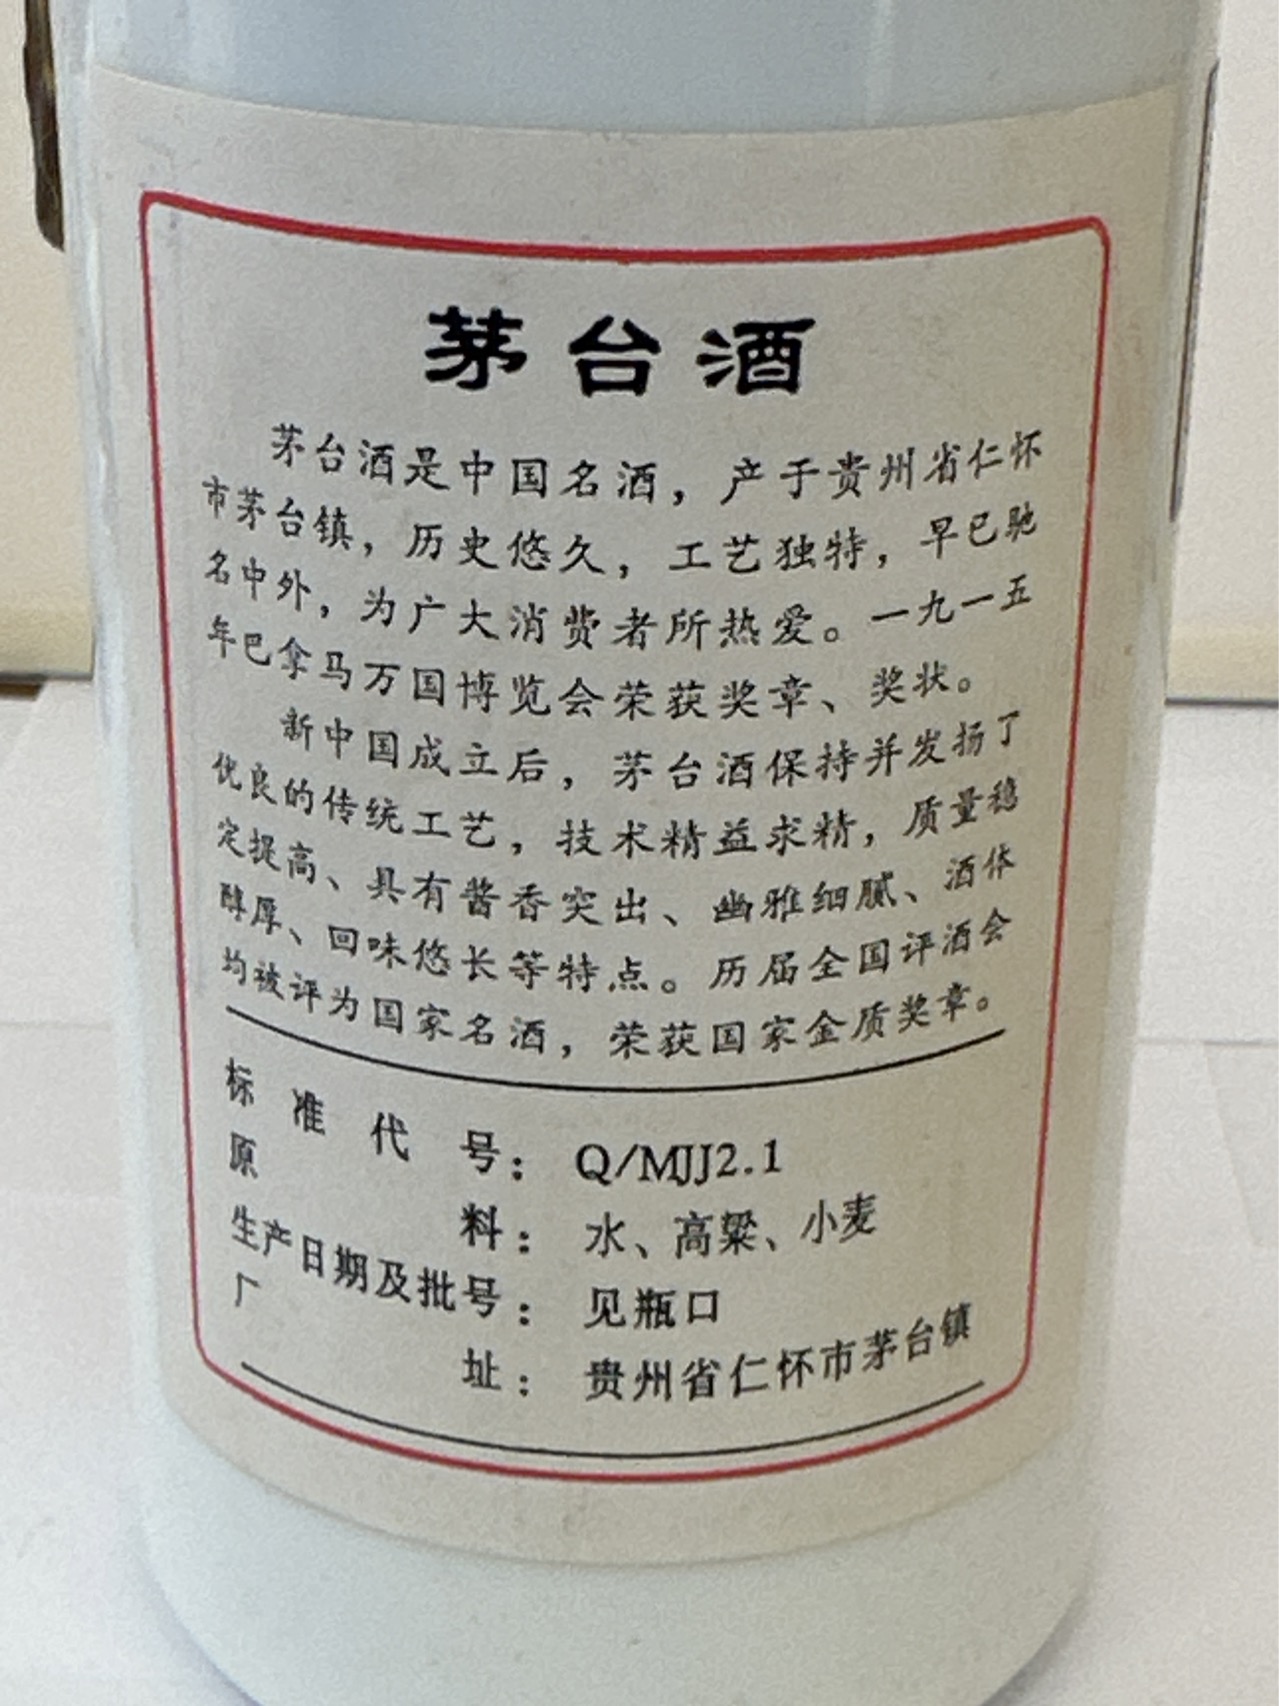 茅台酒
茅台酒是中国名酒，产于贵州省仁怀
市茅台镇，历史悠久，工艺独特，早已驰
名中外，为广大消费者所热爱。一九一五
年巴拿马万国博览会荣获奖章、奖状。
新中国成立后，茅台酒保持并发扬了
优良的传统工艺，技术精益求精，质量稳
定提高、具有酱香突出、幽雅细腻、酒体
醇厚、回味悠长等特点。历届全国评酒会
均被评为国家名酒，荣获国家金质奖章。
标准代号：Q/MJJ2.1
原料：水、高粱、小麦
生产日期及批号：见瓶口
厂址：贵州省仁怀市茅台镇